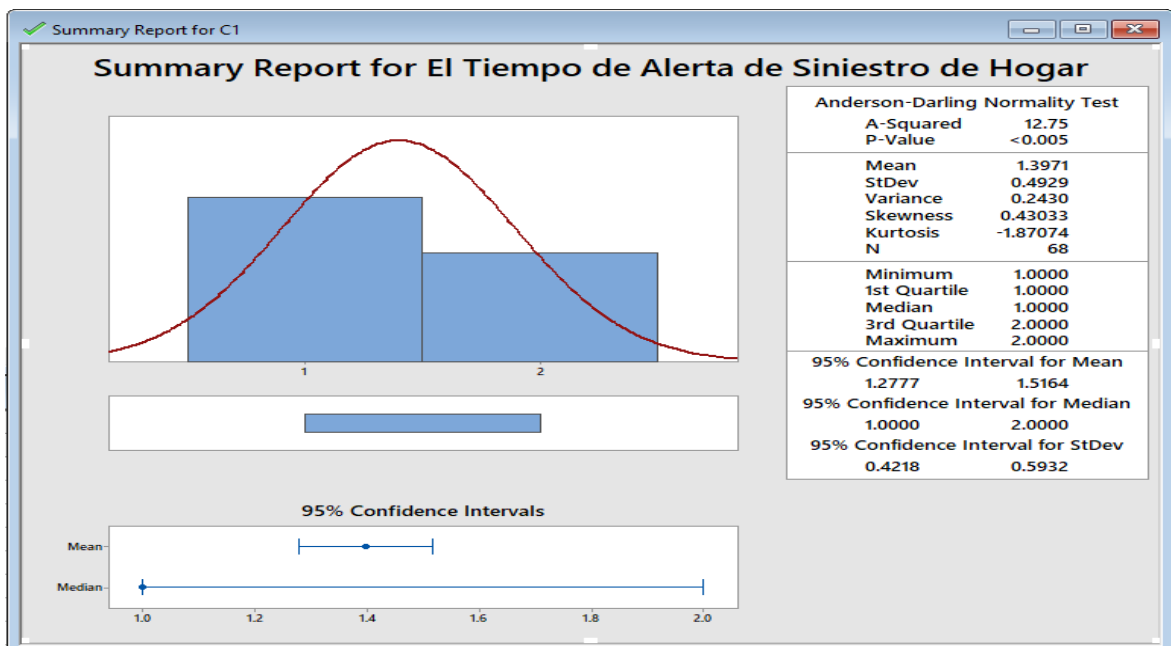 Summary Report for C1
Summary Report for El Tiempo de Alerta de Siniestro de Hogar
1 2
95% Confidence Intervals
Mean
Median
1.0 1.2 1.4 1.6 1.8 2.0
Anderson-Darling Normality Test
A-Squared 12.75
P-Value <0.005
Mean 1.3971
StDev 0.4929
Variance 0.2430
Skewness 0.43033
Kurtosis -1.87074
N 68
Minimum 1.0000
1st Quartile 1.0000
Median 1.0000
3rd Quartile 2.0000
Maximum 2.0000
95% Confidence Interval for Mean
1.2777 1.5164
95% Confidence Interval for Median
1.0000 2.0000
95% Confidence Interval for StDev
0.4218 0.5932